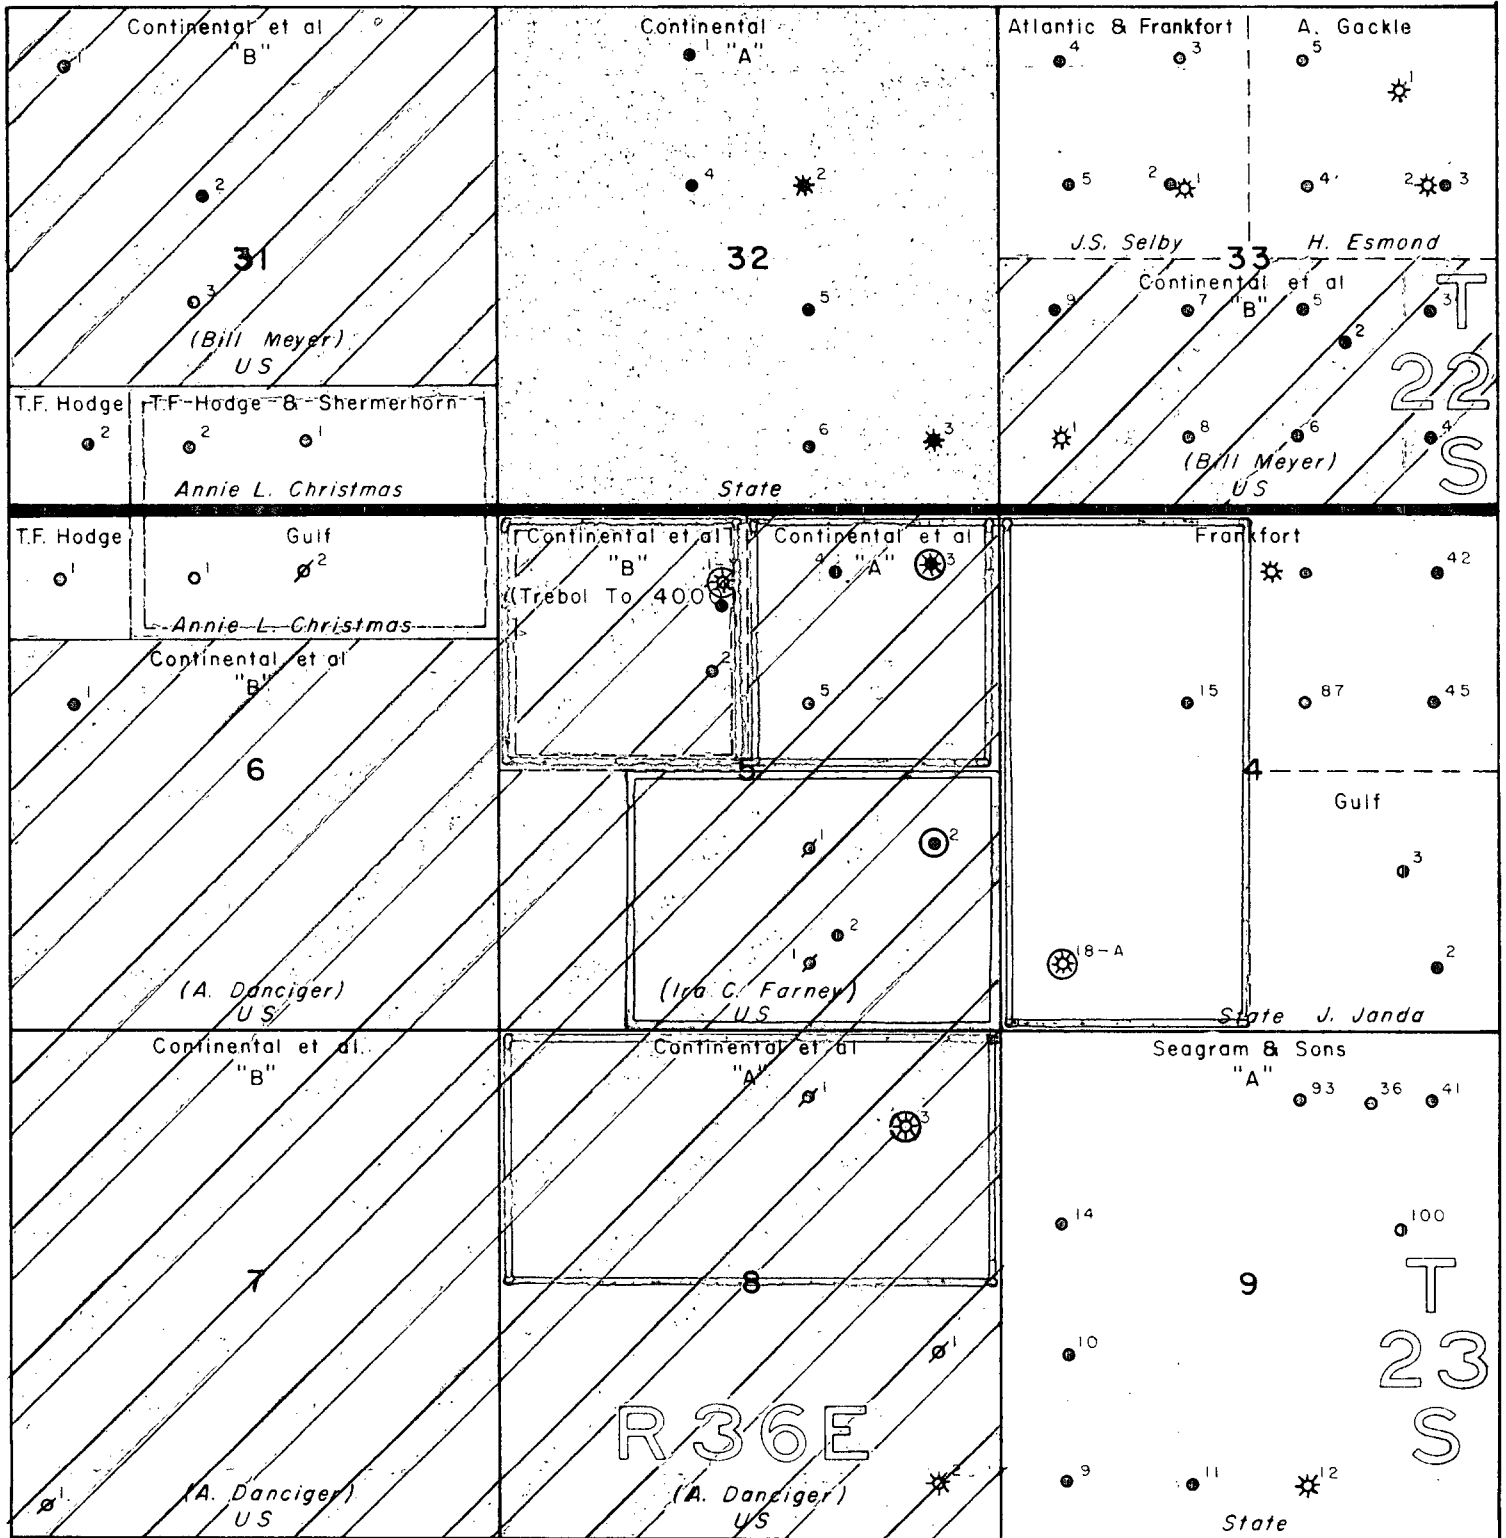 Continental et al
"B"
1
2
31
3
(Bill Meyer)
US
T.F. Hodge
2
T.F. Hodge & Shermerhorn
2
1
Annie L. Christmas
Continental
"A"
1
4
2
32
5
6
3
State
Atlantic & Frankfort
4
3
5
2
1
J.S. Selby
A. Gackle
5
1
4
2
3
H. Esmond
33
Continental et al
"B"
9
7
5
3
2
1
8
6
4
(Bill Meyer)
US
T
22
S
T.F. Hodge
1
Gulf
1
2
Annie L. Christmas
Continental et al
"B"
1
6
(A. Danciger)
US
Continental et al
"B"
(Trebol To 400
2
Continental et al
"A"
4
3
5
5
1
2
2
1
(Ira C. Farney)
US
Frankfort
42
15
87
45
4
Gulf
3
18-A
2
State J. Janda
Continental et al.
"B"
7
1
(A. Danciger)
US
Continental et al
"A"
1
3
8
1
R 36E
2
(A. Danciger)
US
Seagram & Sons
"A"
93
36
41
14
100
9
10
9
11
12
State
T
23
S